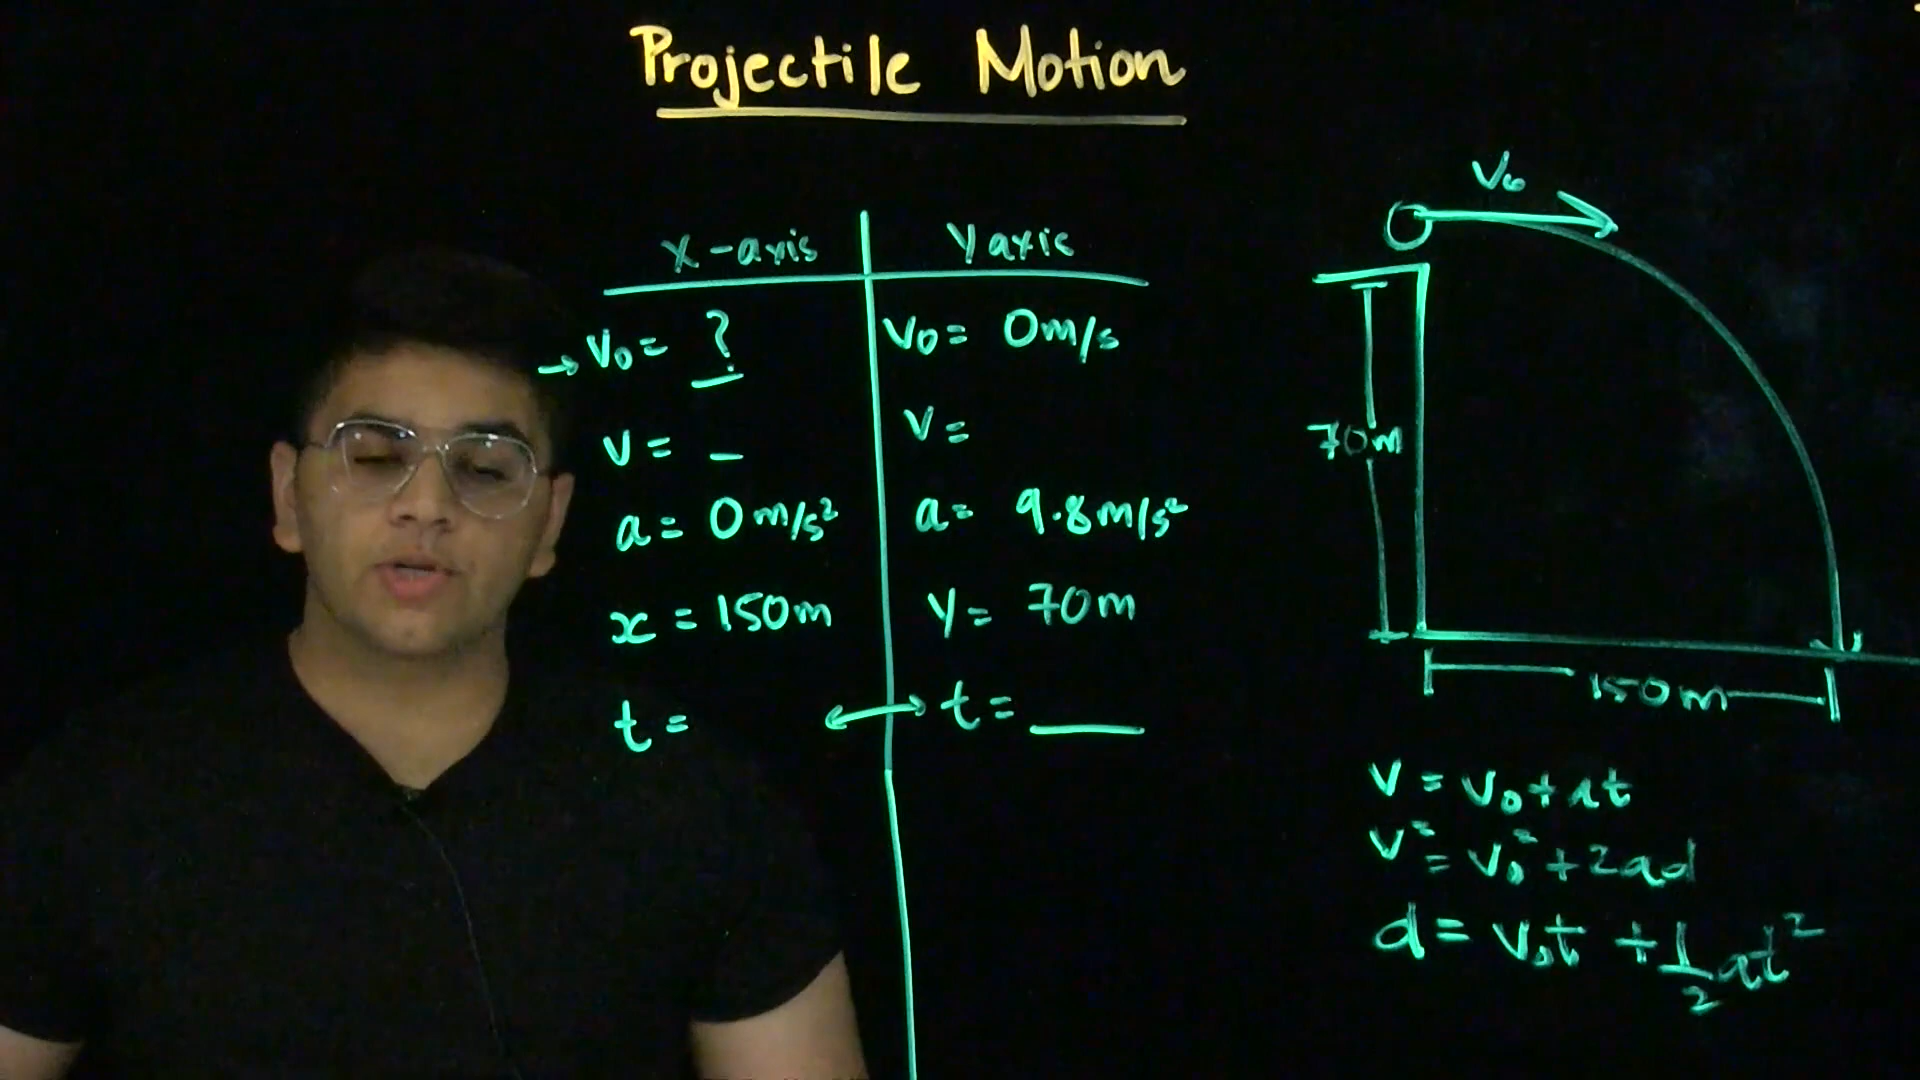 Projectile Motion
x-axis
y axis
→ v₀ = ?
v₀ = 0m/s
v = _
v =
a = 0m/s²
a = 9.8m/s²
x = 150m
y = 70m
t =
↔ t = ___
v₀
70m
150m
v = v₀ + at
v² = v₀² + 2ad
d = v₀t + 1/2 at²